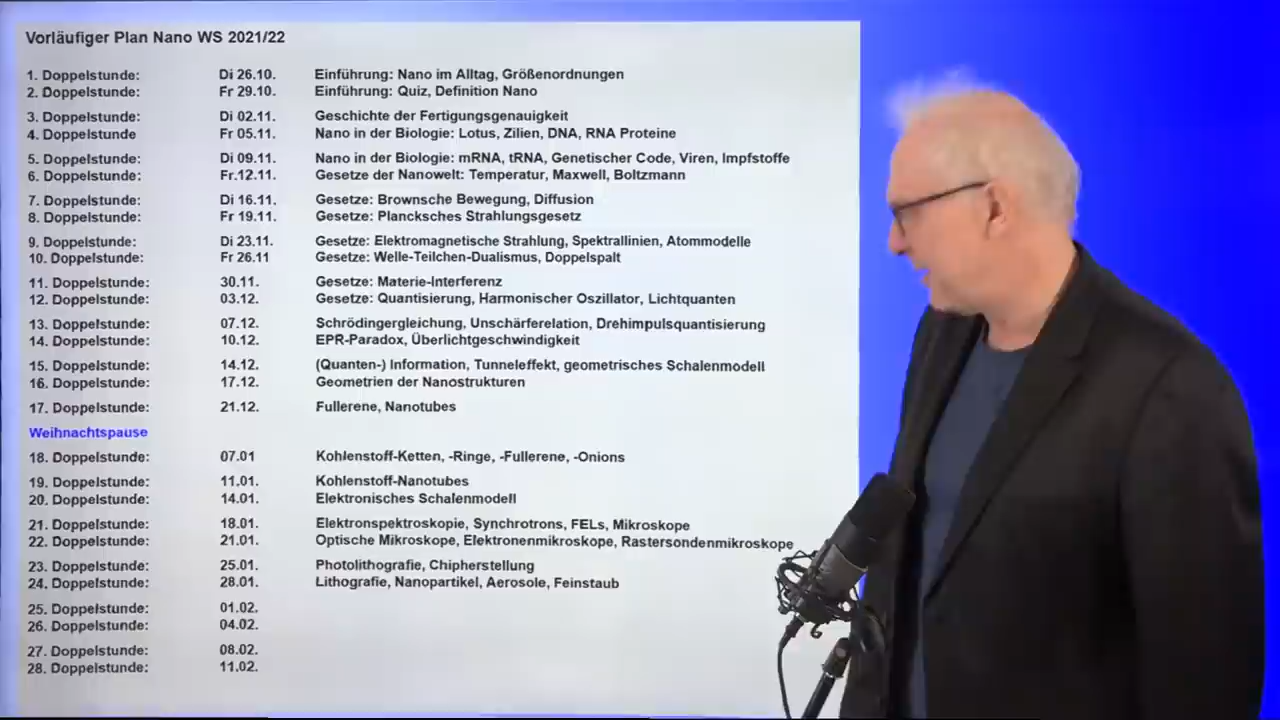 Vorläufiger Plan Nano WS 2021/22
1. Doppelstunde: Di 26.10. Einführung: Nano im Alltag, Größenordnungen
2. Doppelstunde: Fr 29.10. Einführung: Quiz, Definition Nano
3. Doppelstunde: Di 02.11. Geschichte der Fertigungsgenauigkeit
4. Doppelstunde Fr 05.11. Nano in der Biologie: Lotus, Zilien, DNA, RNA Proteine
5. Doppelstunde: Di 09.11. Nano in der Biologie: mRNA, tRNA, Genetischer Code, Viren, Impfstoffe
6. Doppelstunde: Fr.12.11. Gesetze der Nanowelt: Temperatur, Maxwell, Boltzmann
7. Doppelstunde: Di 16.11. Gesetze: Brownsche Bewegung, Diffusion
8. Doppelstunde: Fr 19.11. Gesetze: Plancksches Strahlungsgesetz
9. Doppelstunde: Di 23.11. Gesetze: Elektromagnetische Strahlung, Spektrallinien, Atommodelle
10. Doppelstunde: Fr 26.11 Gesetze: Welle-Teilchen-Dualismus, Doppelspalt
11. Doppelstunde: 30.11. Gesetze: Materie-Interferenz
12. Doppelstunde: 03.12. Gesetze: Quantisierung, Harmonischer Oszillator, Lichtquanten
13. Doppelstunde: 07.12. Schrödingergleichung, Unschärferelation, Drehimpulsquantisierung
14. Doppelstunde: 10.12. EPR-Paradox, Überlichtgeschwindigkeit
15. Doppelstunde: 14.12. (Quanten-) Information, Tunneleffekt, geometrisches Schalenmodell
16. Doppelstunde: 17.12. Geometrien der Nanostrukturen
17. Doppelstunde: 21.12. Fullerene, Nanotubes
Weihnachtspause
18. Doppelstunde: 07.01 Kohlenstoff-Ketten, -Ringe, -Fullerene, -Onions
19. Doppelstunde: 11.01. Kohlenstoff-Nanotubes
20. Doppelstunde: 14.01. Elektronisches Schalenmodell
21. Doppelstunde: 18.01. Elektronspektroskopie, Synchrotrons, FELs, Mikroskope
22. Doppelstunde: 21.01. Optische Mikroskope, Elektronenmikroskope, Rastersondenmikroskope
23. Doppelstunde: 25.01. Photolithografie, Chipherstellung
24. Doppelstunde: 28.01. Lithografie, Nanopartikel, Aerosole, Feinstaub
25. Doppelstunde: 01.02.
26. Doppelstunde: 04.02.
27. Doppelstunde: 08.02.
28. Doppelstunde: 11.02.